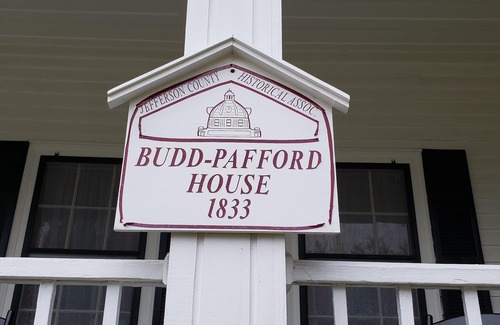 JEFFERSON COUNTY HISTORICAL ASSOC.
BUDD-PAFFORD
HOUSE
1833